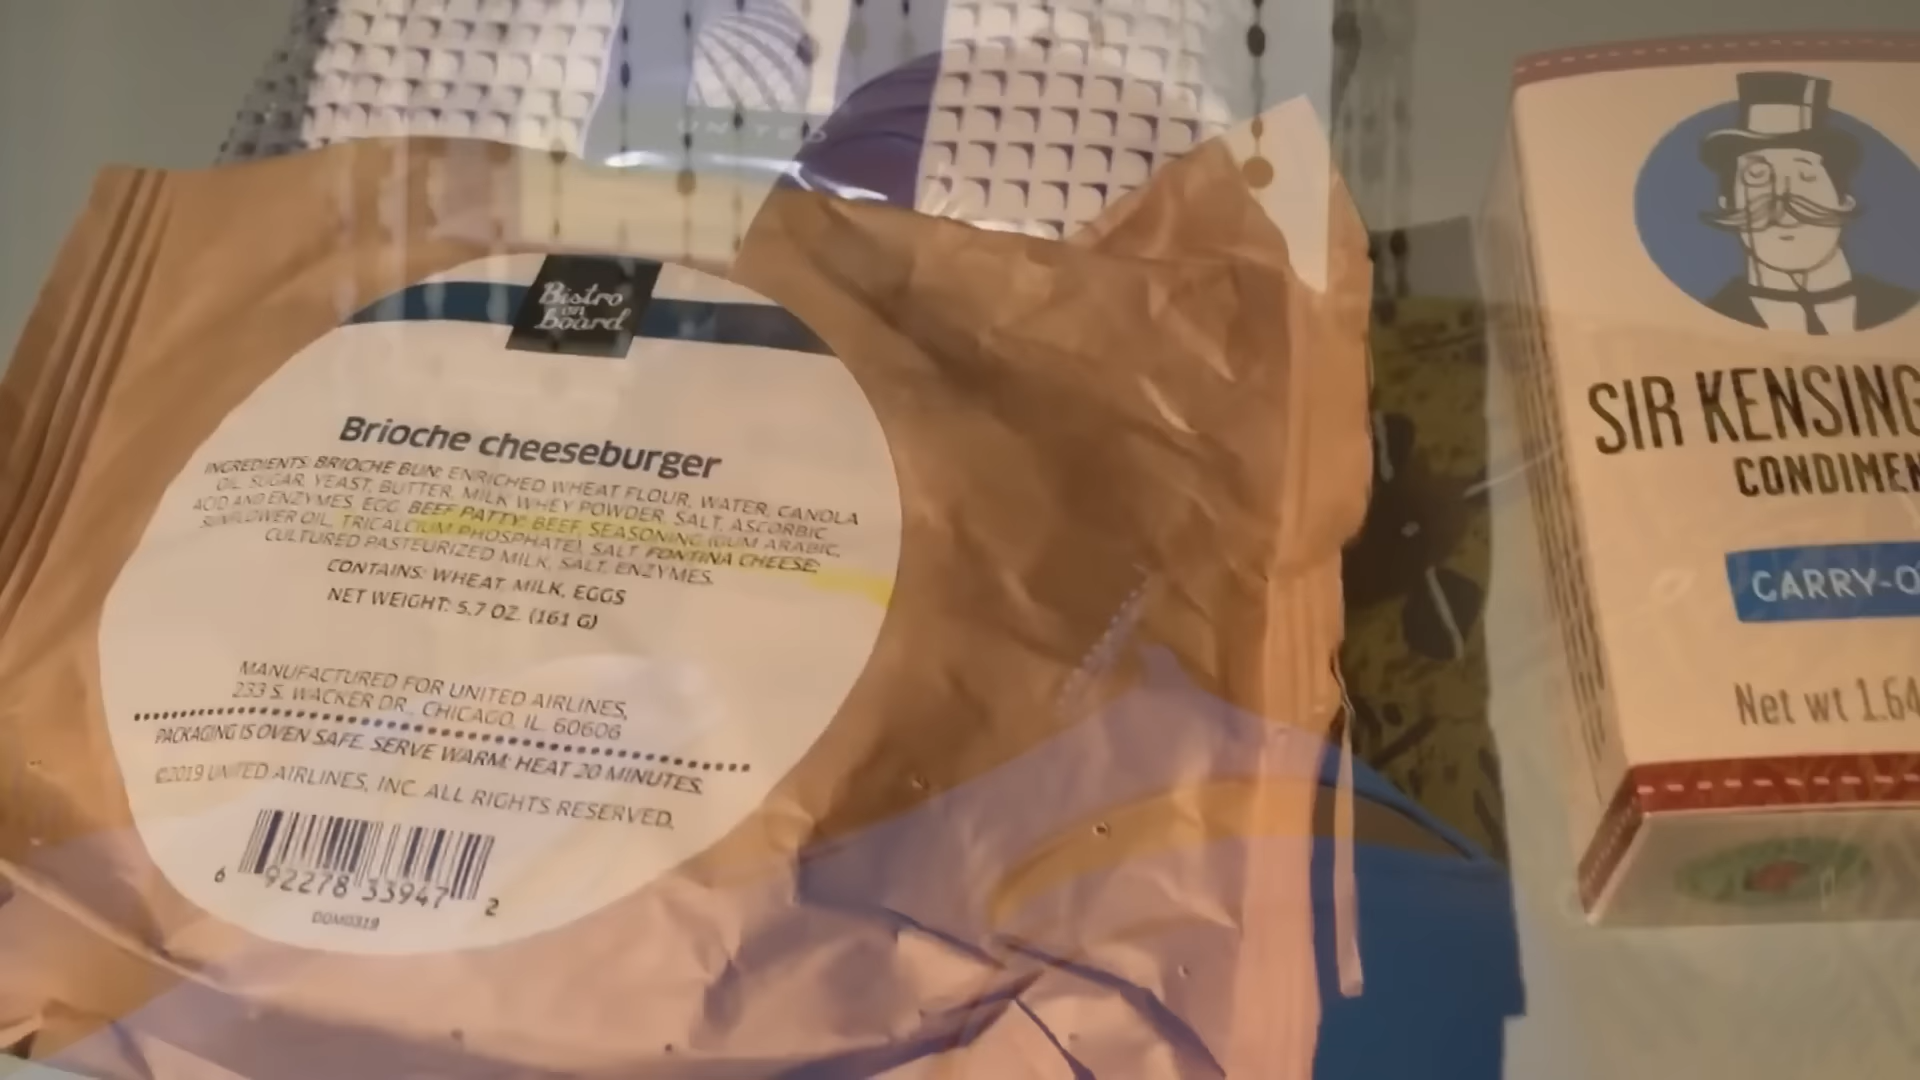 UNITED
Bistro
on
board
Brioche cheeseburger
INGREDIENTS: BRIOCHE BUN: ENRICHED WHEAT FLOUR, WATER, CANOLA
OIL, SUGAR, YEAST, BUTTER, MILK WHEY POWDER, SALT, ASCORBIC
ACID AND ENZYMES, EGG. BEEF PATTY: BEEF, SEASONING (GUM ARABIC,
SUNFLOWER OIL, TRICALCIUM PHOSPHATE), SALT. FONTINA CHEESE:
CULTURED PASTEURIZED MILK, SALT, ENZYMES.
CONTAINS: WHEAT, MILK, EGGS
NET WEIGHT: 5.7 OZ. (161 G)
MANUFACTURED FOR UNITED AIRLINES,
233 S. WACKER DR., CHICAGO, IL. 60606
PACKAGING IS OVEN SAFE. SERVE WARM: HEAT 20 MINUTES.
©2019 UNITED AIRLINES, INC. ALL RIGHTS RESERVED.
6 92278 33947 2
DOM0319
SIR KENSING
CONDIMEN
CARRY-O
Net wt 1.64